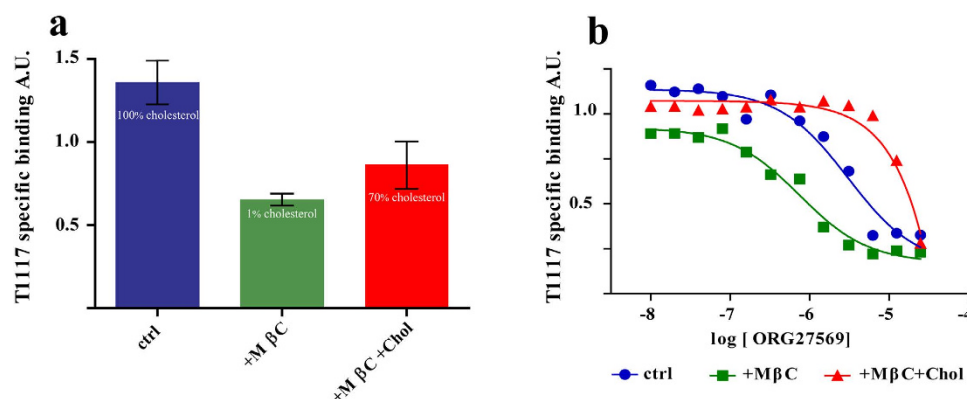 a
T1117 specific binding A.U.
1.5
1.0
0.5
100% cholesterol
1% cholesterol
70% cholesterol
ctrl
+M βC
+M βC +Chol
b
T1117 specific binding A.U.
1.0
0.5
-8 -7 -6 -5 -4
log [ ORG27569]
ctrl +MβC +MβC+Chol